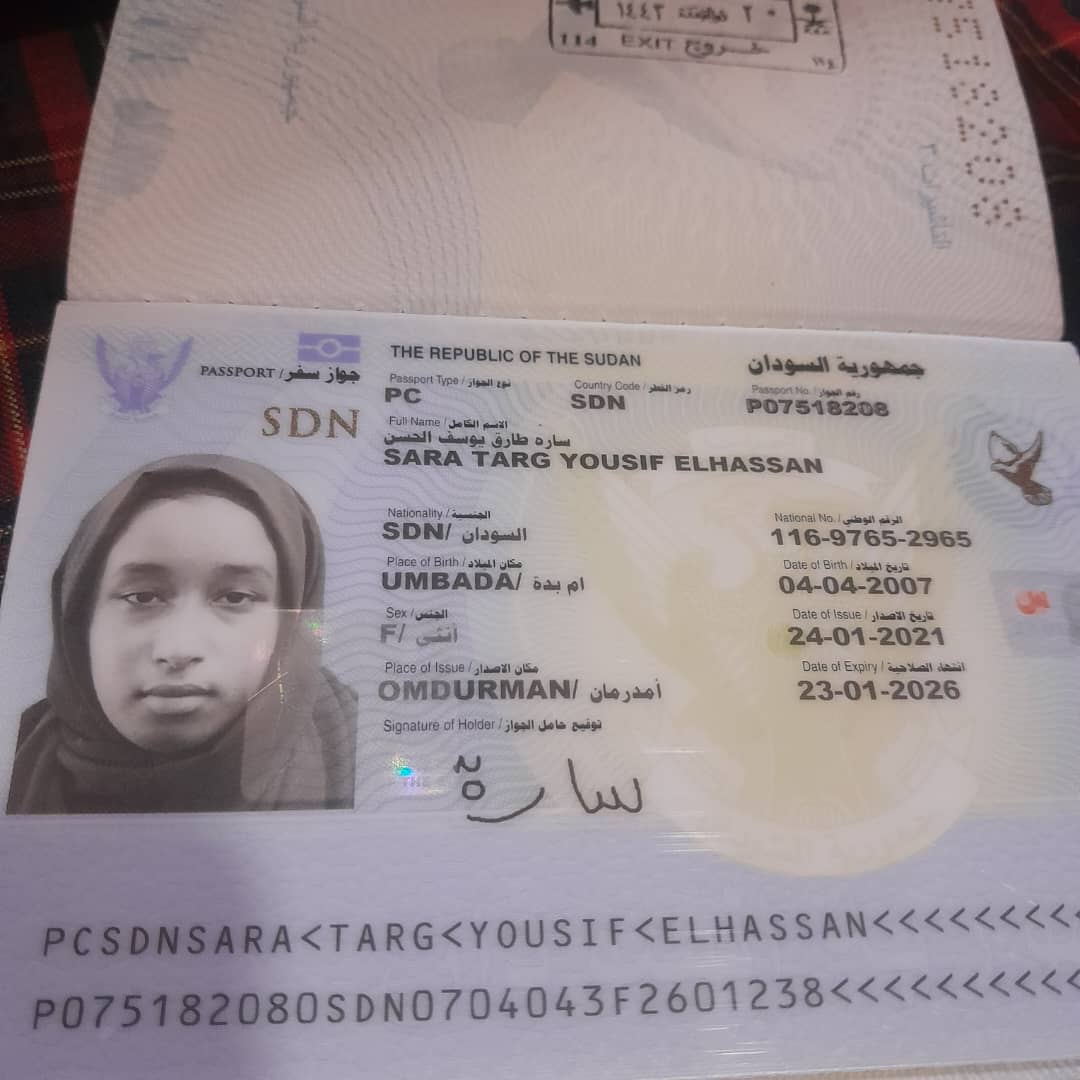 ٢٠ ذوالقعدة ١٤٤٢
114 EXIT خروج
PASSPORT / جواز سفر
SDN
THE REPUBLIC OF THE SUDAN جمهورية السودان
Passport Type / نوع الجواز Country Code / رمز القطر Passport No. / رقم الجواز
PC SDN P07518208
Full Name / الاسم الكامل
ساره طارق يوسف الحسن
SARA TARG YOUSIF ELHASSAN
Nationality / الجنسية National No. / الرقم الوطني
SDN/ السودان 116-9765-2965
Place of Birth / مكان الميلاد Date of Birth / تاريخ الميلاد
UMBADA/ ام بدة 04-04-2007
Sex / الجنس Date of Issue / تاريخ الاصدار
F/ أنثى 24-01-2021
Place of Issue / مكان الاصدار Date of Expiry / انتهاء الصلاحية
OMDURMAN/ أمدرمان 23-01-2026
Signature of Holder / توقيع حامل الجواز
سارة
PCSDNSARA<TARG<YOUSIF<ELHASSAN<<<<<<<<<
P075182080SDN0704043F2601238<<<<<<<<<<